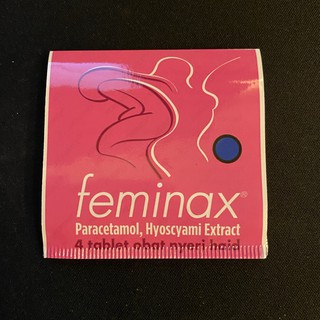 feminax®
Paracetamol, Hyoscyami Extract
4 tablet obat nyeri haid